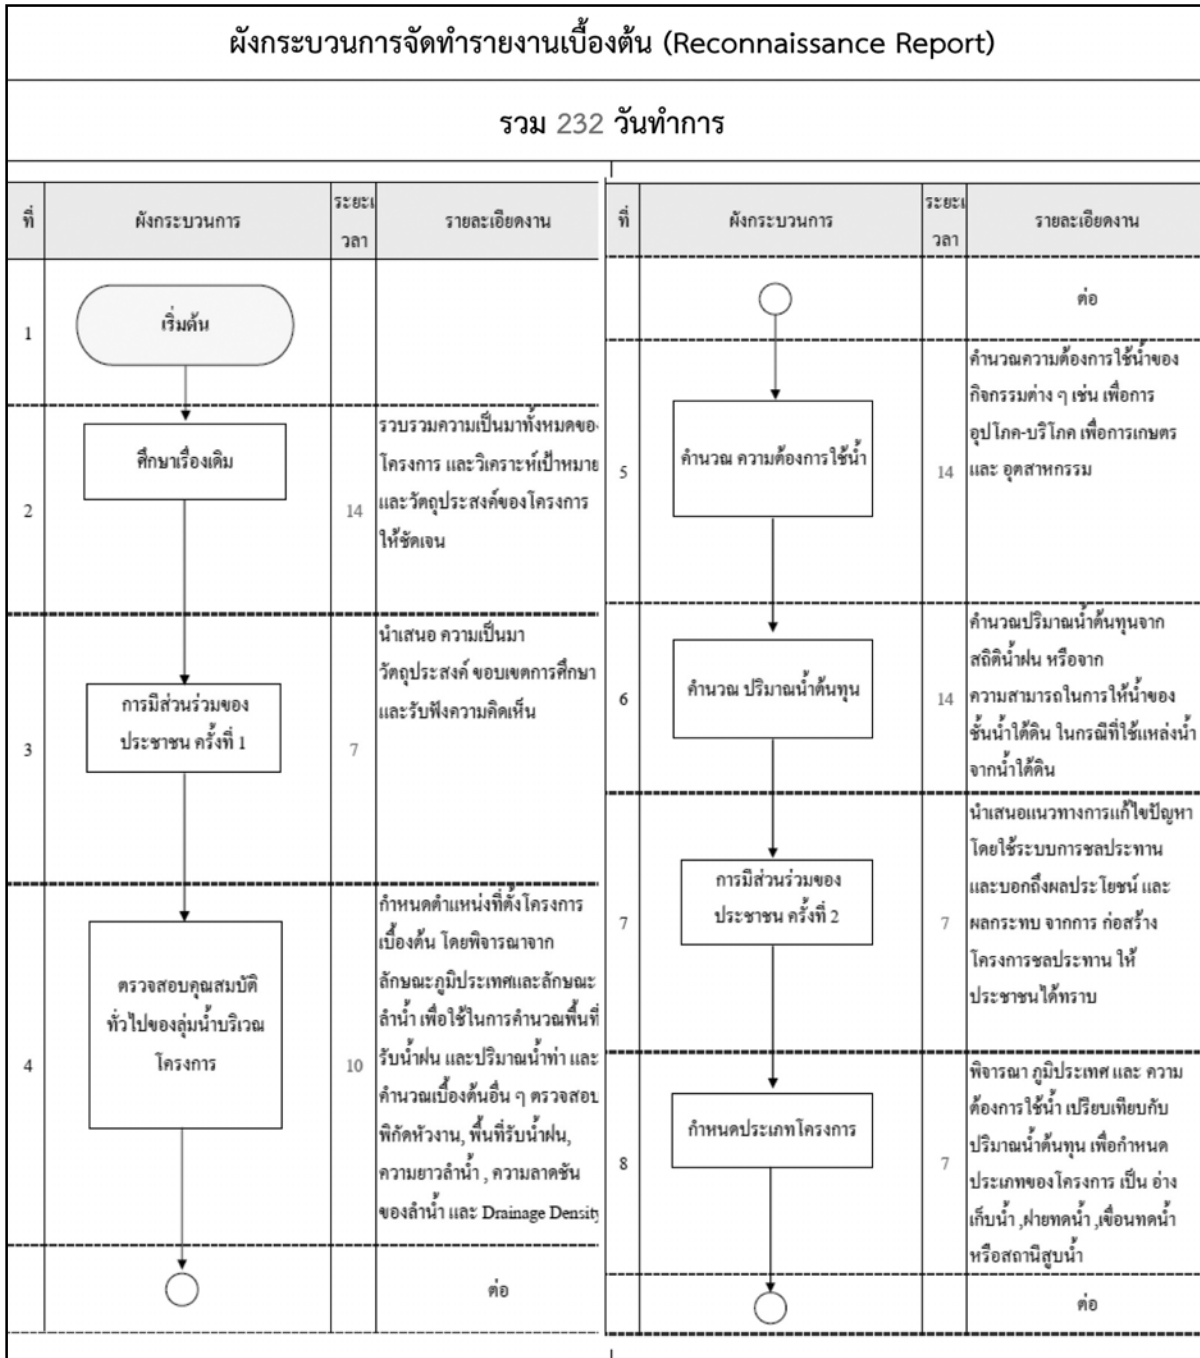 ผังกระบวนการจัดทำรายงานเบื้องต้น (Reconnaissance Report)
รวม 232 วันทำการ
ที่
ผังกระบวนการ
ระยะเ
วลา
รายละเอียดงาน
1
เริ่มต้น
2
ศึกษาเรื่องเดิม
14
รวบรวมความเป็นมาทั้งหมดของ
โครงการ และวิเคราะห์เป้าหมาย
และวัตถุประสงค์ของโครงการ
ให้ชัดเจน
3
การมีส่วนร่วมของ
ประชาชน ครั้งที่ 1
7
นำเสนอ ความเป็นมา
วัตถุประสงค์ ขอบเขตการศึกษา
และรับฟังความคิดเห็น
4
ตรวจสอบคุณสมบัติ
ทั่วไปของลุ่มน้ำบริเวณ
โครงการ
10
กำหนดตำแหน่งที่ตั้งโครงการ
เบื้องต้น โดยพิจารณาจาก
ลักษณะภูมิประเทศและลักษณะ
ลำน้ำ เพื่อใช้ในการคำนวณพื้นที่
รับน้ำฝน และปริมาณน้ำท่า และ
คำนวณเบื้องต้นอื่น ๆ ตรวจสอบ
พิกัดหัวงาน, พื้นที่รับน้ำฝน,
ความยาวลำน้ำ , ความลาดชัน
ของลำน้ำ และ Drainage Density
ต่อ
ที่
ผังกระบวนการ
ระยะเ
วลา
รายละเอียดงาน
ต่อ
5
คำนวณ ความต้องการใช้น้ำ
14
คำนวณความต้องการใช้น้ำของ
กิจกรรมต่าง ๆ เช่น เพื่อการ
อุปโภค-บริโภค เพื่อการเกษตร
และ อุตสาหกรรม
6
คำนวณ ปริมาณน้ำต้นทุน
14
คำนวณปริมาณน้ำต้นทุนจาก
สถิติน้ำฝน หรือจาก
ความสามารถในการให้น้ำของ
ชั้นน้ำใต้ดิน ในกรณีที่ใช้แหล่งน้ำ
จากน้ำใต้ดิน
7
การมีส่วนร่วมของ
ประชาชน ครั้งที่ 2
7
นำเสนอแนวทางการแก้ไขปัญหา
โดยใช้ระบบการชลประทาน
และบอกถึงผลประโยชน์ และ
ผลกระทบ จากการ ก่อสร้าง
โครงการชลประทาน ให้
ประชาชนได้ทราบ
8
กำหนดประเภทโครงการ
7
พิจารณา ภูมิประเทศ และ ความ
ต้องการใช้น้ำ เปรียบเทียบกับ
ปริมาณน้ำต้นทุน เพื่อกำหนด
ประเภทของโครงการ เป็น อ่าง
เก็บน้ำ ,ฝายทดน้ำ ,เขื่อนทดน้ำ
หรือสถานีสูบน้ำ
ต่อ